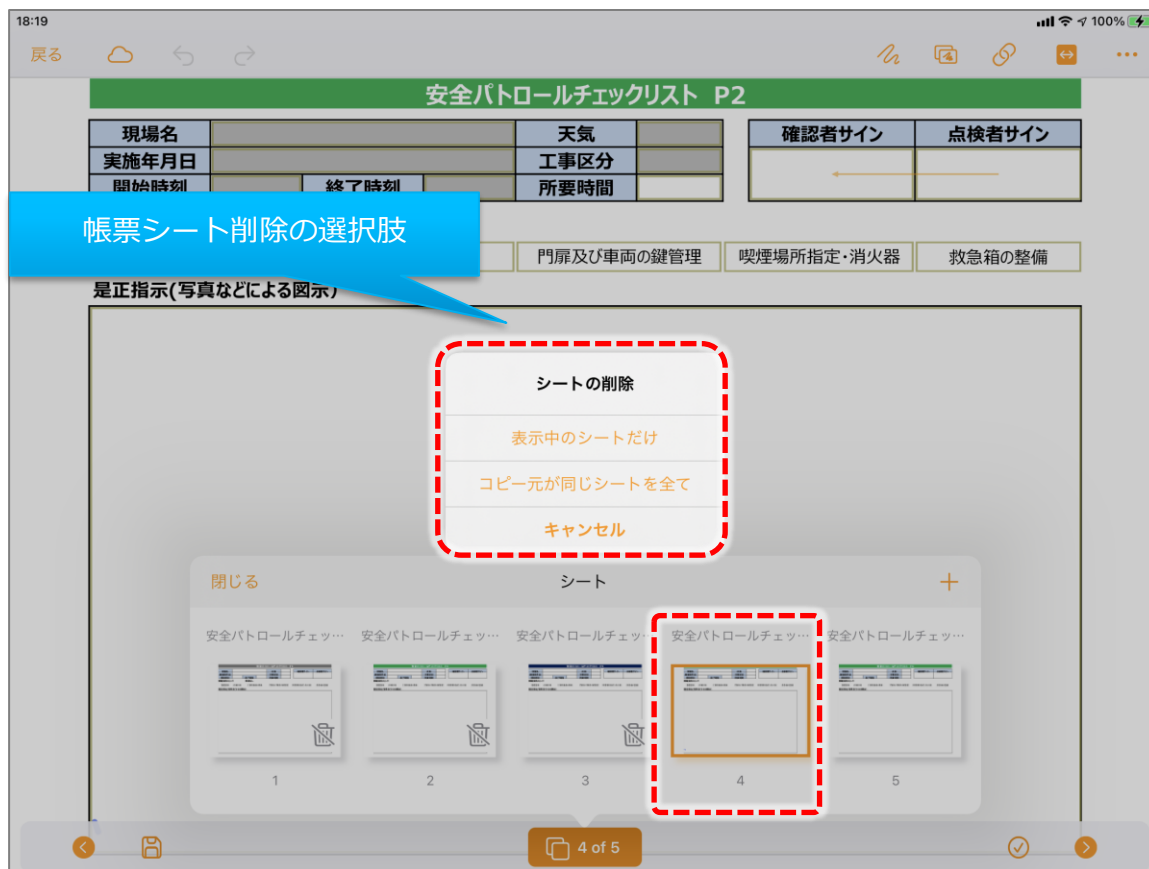 18:19 100%
戻る
安全パトロールチェックリスト P2
現場名 天気 確認者サイン 点検者サイン
実施年月日 工事区分
開始時刻 終了時刻 所要時間
帳票シート削除の選択肢
門扉及び車両の鍵管理 喫煙場所指定・消火器 救急箱の整備
是正指示(写真などによる図示)
シートの削除
表示中のシートだけ
コピー元が同じシートを全て
キャンセル
閉じる シート +
安全パトロールチェッ… 安全パトロールチェッ… 安全パトロールチェッ… 安全パトロールチェッ… 安全パトロールチェッ…
1 2 3 4 5
4 of 5